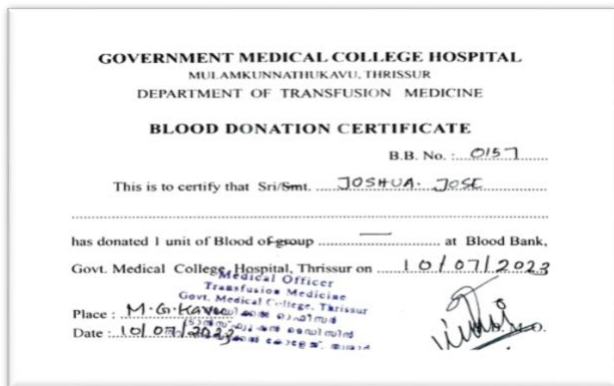 GOVERNMENT MEDICAL COLLEGE HOSPITAL
MULAMKUNNATHUKAVU, THRISSUR
DEPARTMENT OF TRANSFUSION MEDICINE
BLOOD DONATION CERTIFICATE
B.B. No. : 0157
This is to certify that Sri/Smt. JOSHUA. JOSE
has donated 1 unit of Blood of group — at Blood Bank,
Govt. Medical College, Hospital, Thrissur on 10/07/2023
Medical Officer
Transfusion Medicine
Govt. Medical College, Thrissur
Place : M.G.Kavu
Date : 10/07/2023